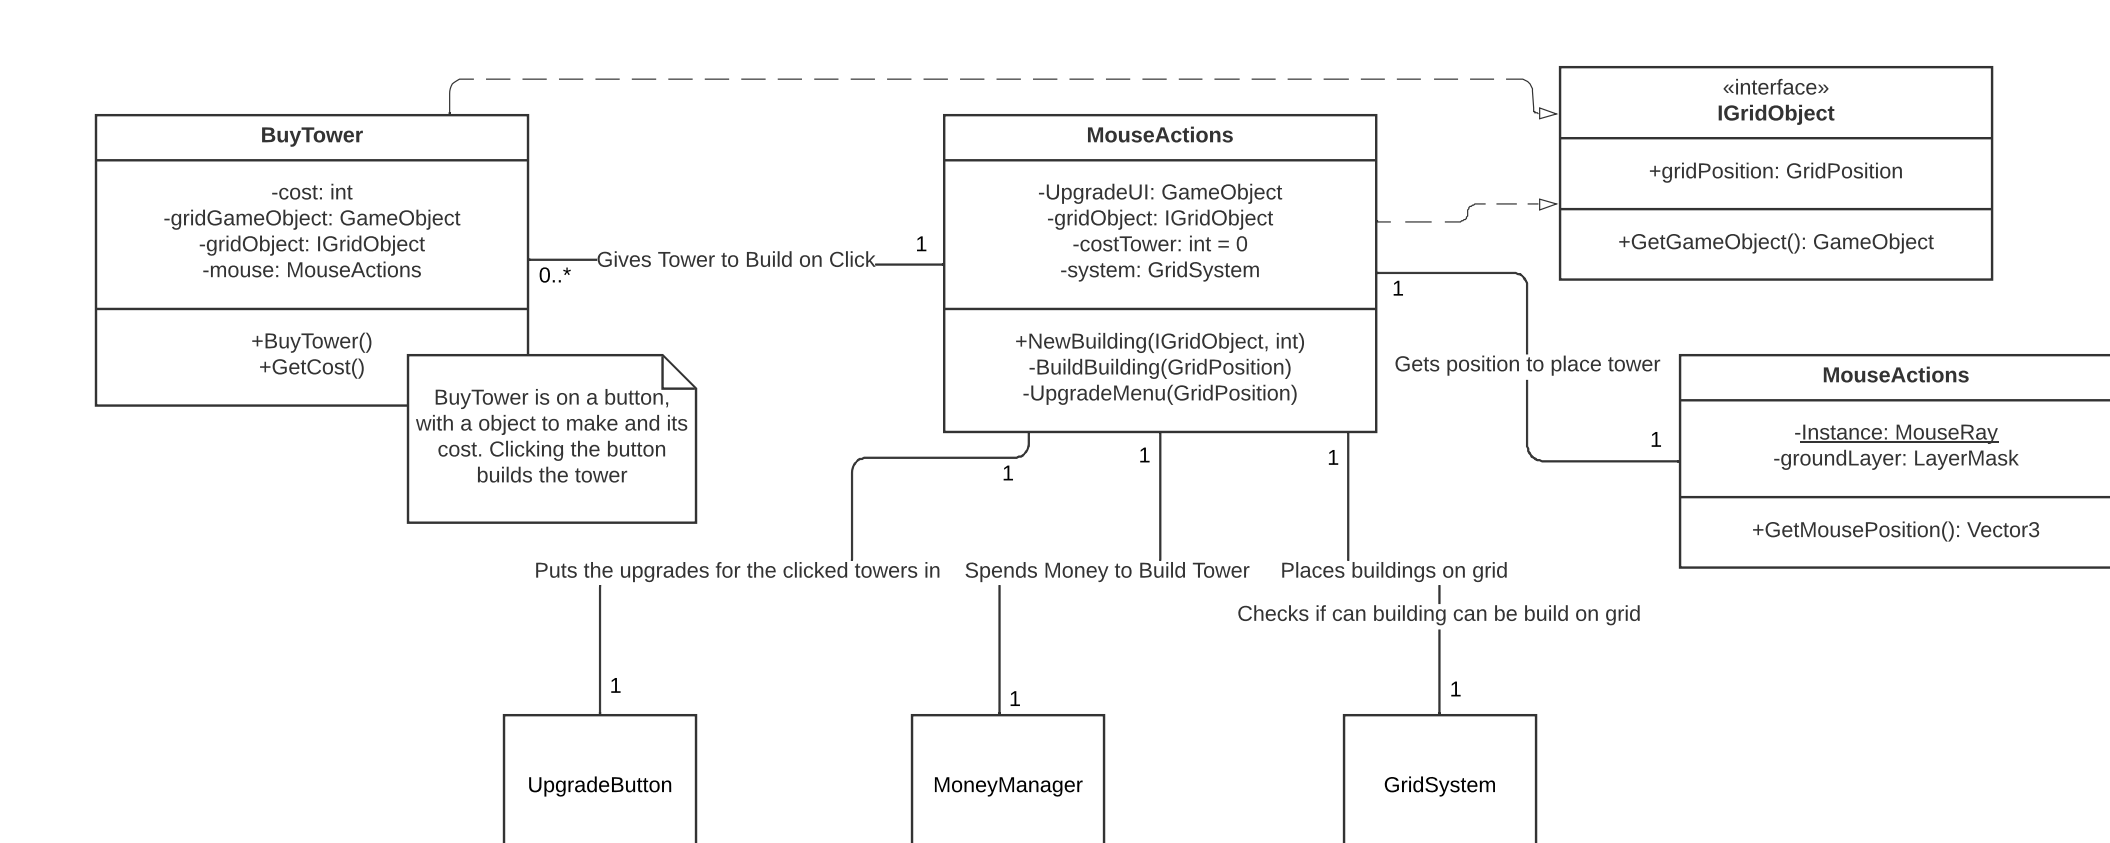 BuyTower
-cost: int
-gridGameObject: GameObject
-gridObject: IGridObject
-mouse: MouseActions
+BuyTower()
+GetCost()
BuyTower is on a button,
with a object to make and its
cost. Clicking the button
builds the tower
0..*
Gives Tower to Build on Click
1
MouseActions
-UpgradeUI: GameObject
-gridObject: IGridObject
-costTower: int = 0
-system: GridSystem
+NewBuilding(IGridObject, int)
-BuildBuilding(GridPosition)
-UpgradeMenu(GridPosition)
«interface»
IGridObject
+gridPosition: GridPosition
+GetGameObject(): GameObject
1
Gets position to place tower
1
MouseActions
-Instance: MouseRay
-groundLayer: LayerMask
+GetMousePosition(): Vector3
1
Puts the upgrades for the clicked towers in
1
UpgradeButton
1
Spends Money to Build Tower
1
MoneyManager
1
Places buildings on grid
Checks if can building can be build on grid
1
GridSystem